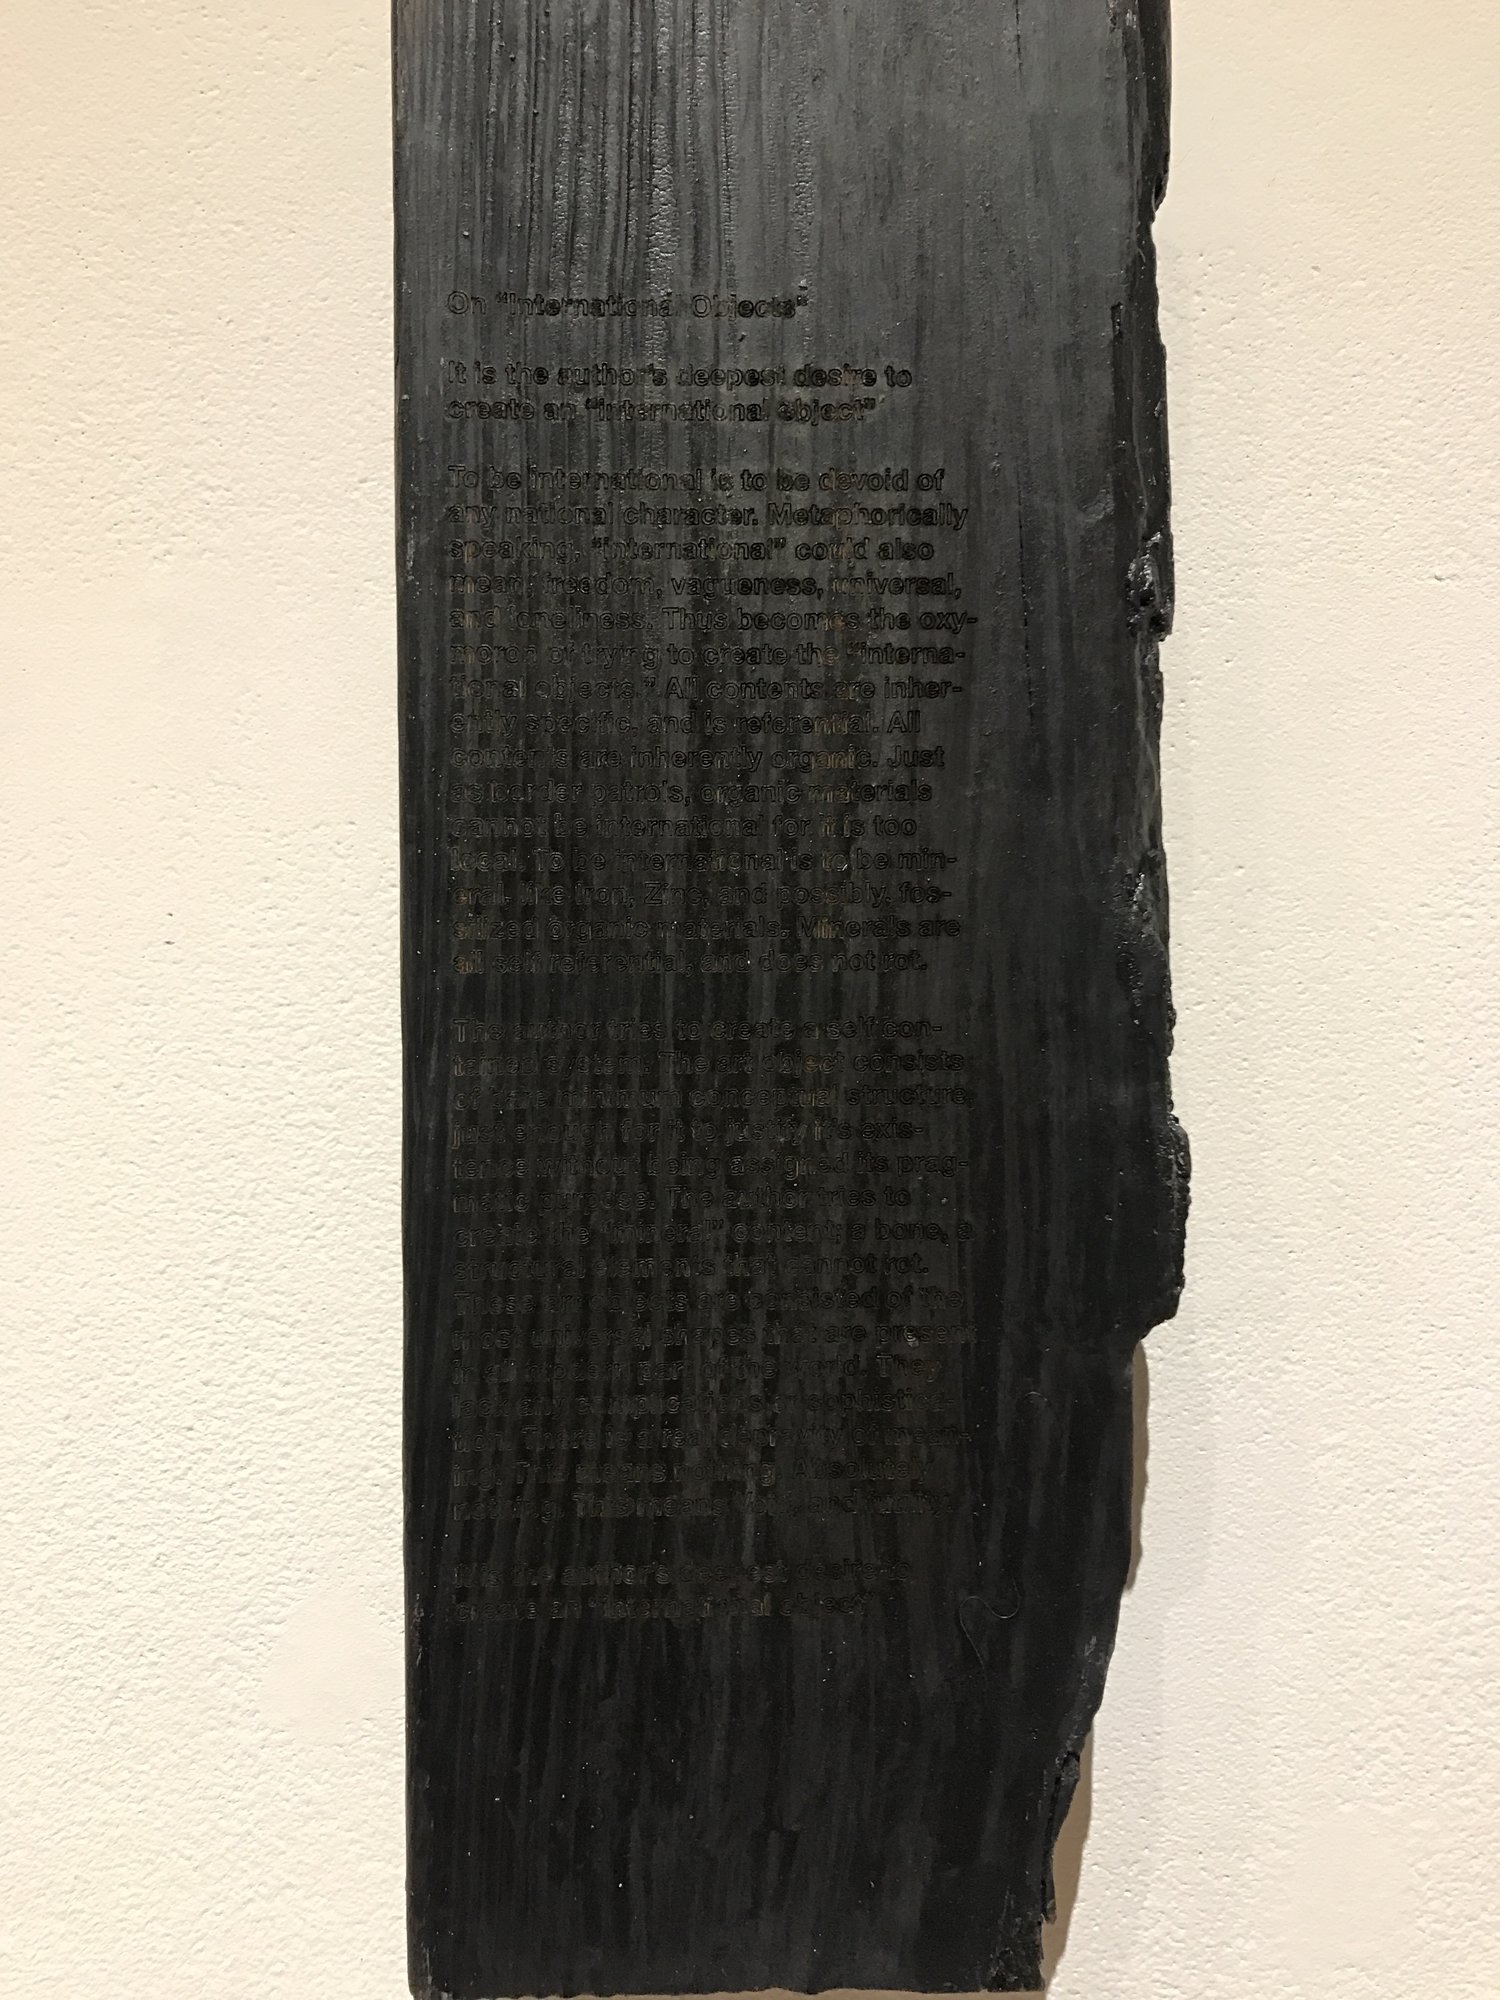 On “International Objects”
It is the author's deepest desire to
create an “international object”
To be international is to be devoid of
any national character. Metaphorically
speaking, “international” could also
mean; freedom, vagueness, universal,
and loneliness. Thus becomes the oxy-
moron of trying to create the “interna-
tional objects.” All contents are inher-
ently specific, and is referential. All
contents are inherently organic. Just
as border patrols, organic materials
cannot be international for it is too
local. To be international is to be min-
eral, like Iron, Zinc, and possibly, fos-
silized organic materials. Minerals are
all self referential, and does not rot.
The author tries to create a self con-
tained system. The art object consists
of bare minimum conceptual structure,
just enough for it to justify it's exis-
tence without being assigned its prag-
matic purpose. The author tries to
create the “mineral” content; a bone, a
structural elements that cannot rot.
These art objects are consisted of the
most universal shapes that are present
in all modern part of the world. They
lack any complications or sophistica-
tion. There is a real depravity of mean-
ing. This means nothing. Absolutely
nothing. This means and
It is the author's deepest desire to
create an “international object”